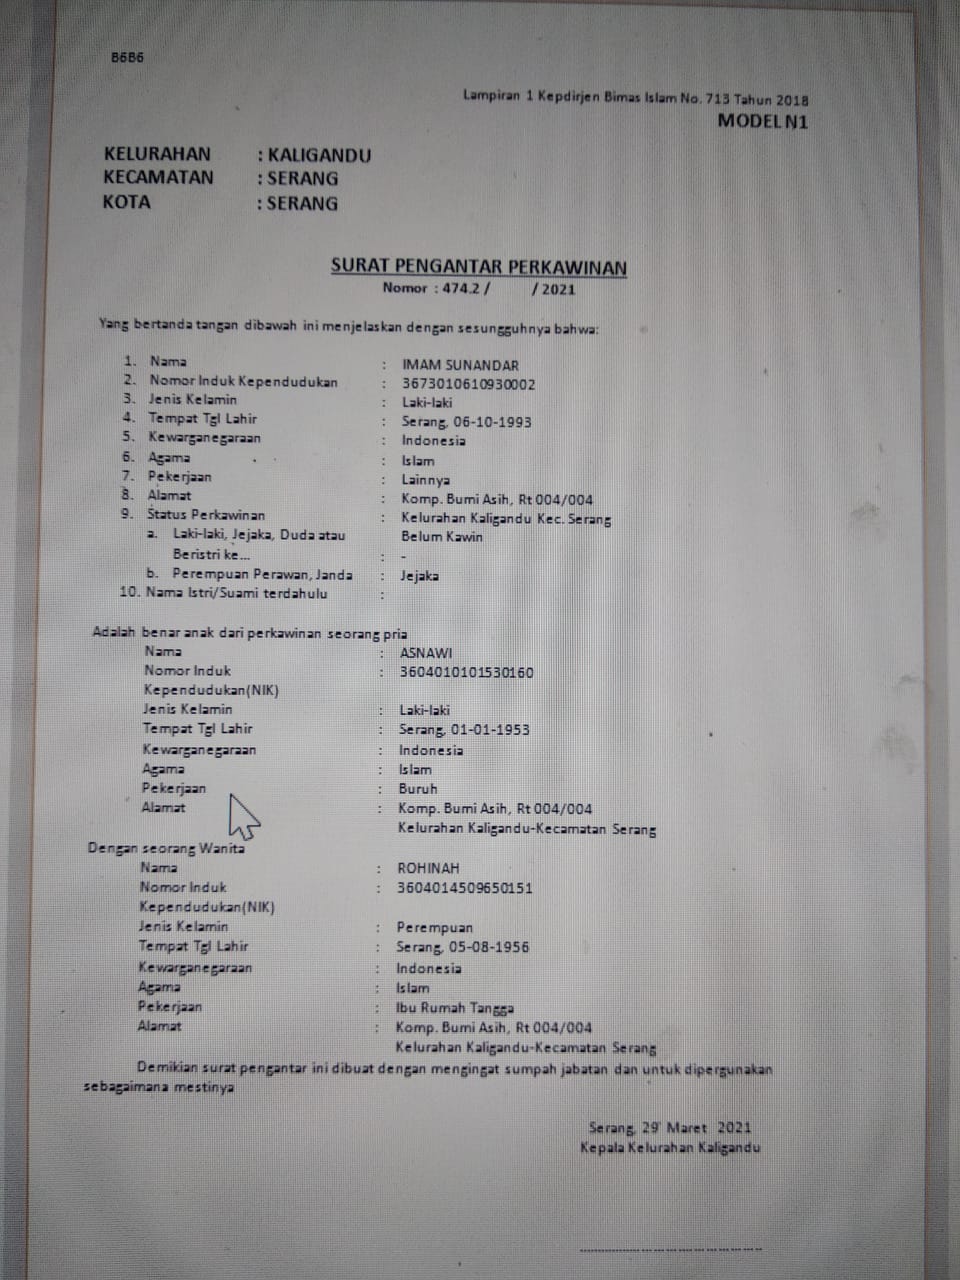 B6B6
Lampiran 1 Kepdirjen Bimas Islam No. 713 Tahun 2018
MODEL N1
KELURAHAN : KALIGANDU
KECAMATAN : SERANG
KOTA : SERANG
SURAT PENGANTAR PERKAWINAN
Nomor : 474.2 / / 2021
Yang bertanda tangan dibawah ini menjelaskan dengan sesungguhnya bahwa:
1. Nama : IMAM SUNANDAR
2. Nomor Induk Kependudukan : 3673010610930002
3. Jenis Kelamin : Laki-laki
4. Tempat Tgl Lahir : Serang, 06-10-1993
5. Kewarganegaraan : Indonesia
6. Agama : Islam
7. Pekerjaan : Lainnya
8. Alamat : Komp. Bumi Asih, Rt 004/004
9. Status Perkawinan : Kelurahan Kaligandu Kec. Serang
a. Laki-laki, Jejaka, Duda atau Belum Kawin
Beristri ke... : -
b. Perempuan Perawan, Janda : Jejaka
10. Nama Istri/Suami terdahulu :
Adalah benar anak dari perkawinan seorang pria
Nama : ASNAWI
Nomor Induk : 3604010101530160
Kependudukan(NIK)
Jenis Kelamin : Laki-laki
Tempat Tgl Lahir : Serang, 01-01-1953
Kewarganegaraan : Indonesia
Agama : Islam
Pekerjaan : Buruh
Alamat : Komp. Bumi Asih, Rt 004/004
Kelurahan Kaligandu-Kecamatan Serang
Dengan seorang Wanita
Nama : ROHINAH
Nomor Induk : 3604014509650151
Kependudukan(NIK)
Jenis Kelamin : Perempuan
Tempat Tgl Lahir : Serang, 05-08-1956
Kewarganegaraan : Indonesia
Agama : Islam
Pekerjaan : Ibu Rumah Tangga
Alamat : Komp. Bumi Asih, Rt 004/004
Kelurahan Kaligandu-Kecamatan Serang
Demikian surat pengantar ini dibuat dengan mengingat sumpah jabatan dan untuk dipergunakan
sebagaimana mestinya
Serang, 29 Maret 2021
Kepala Kelurahan Kaligandu